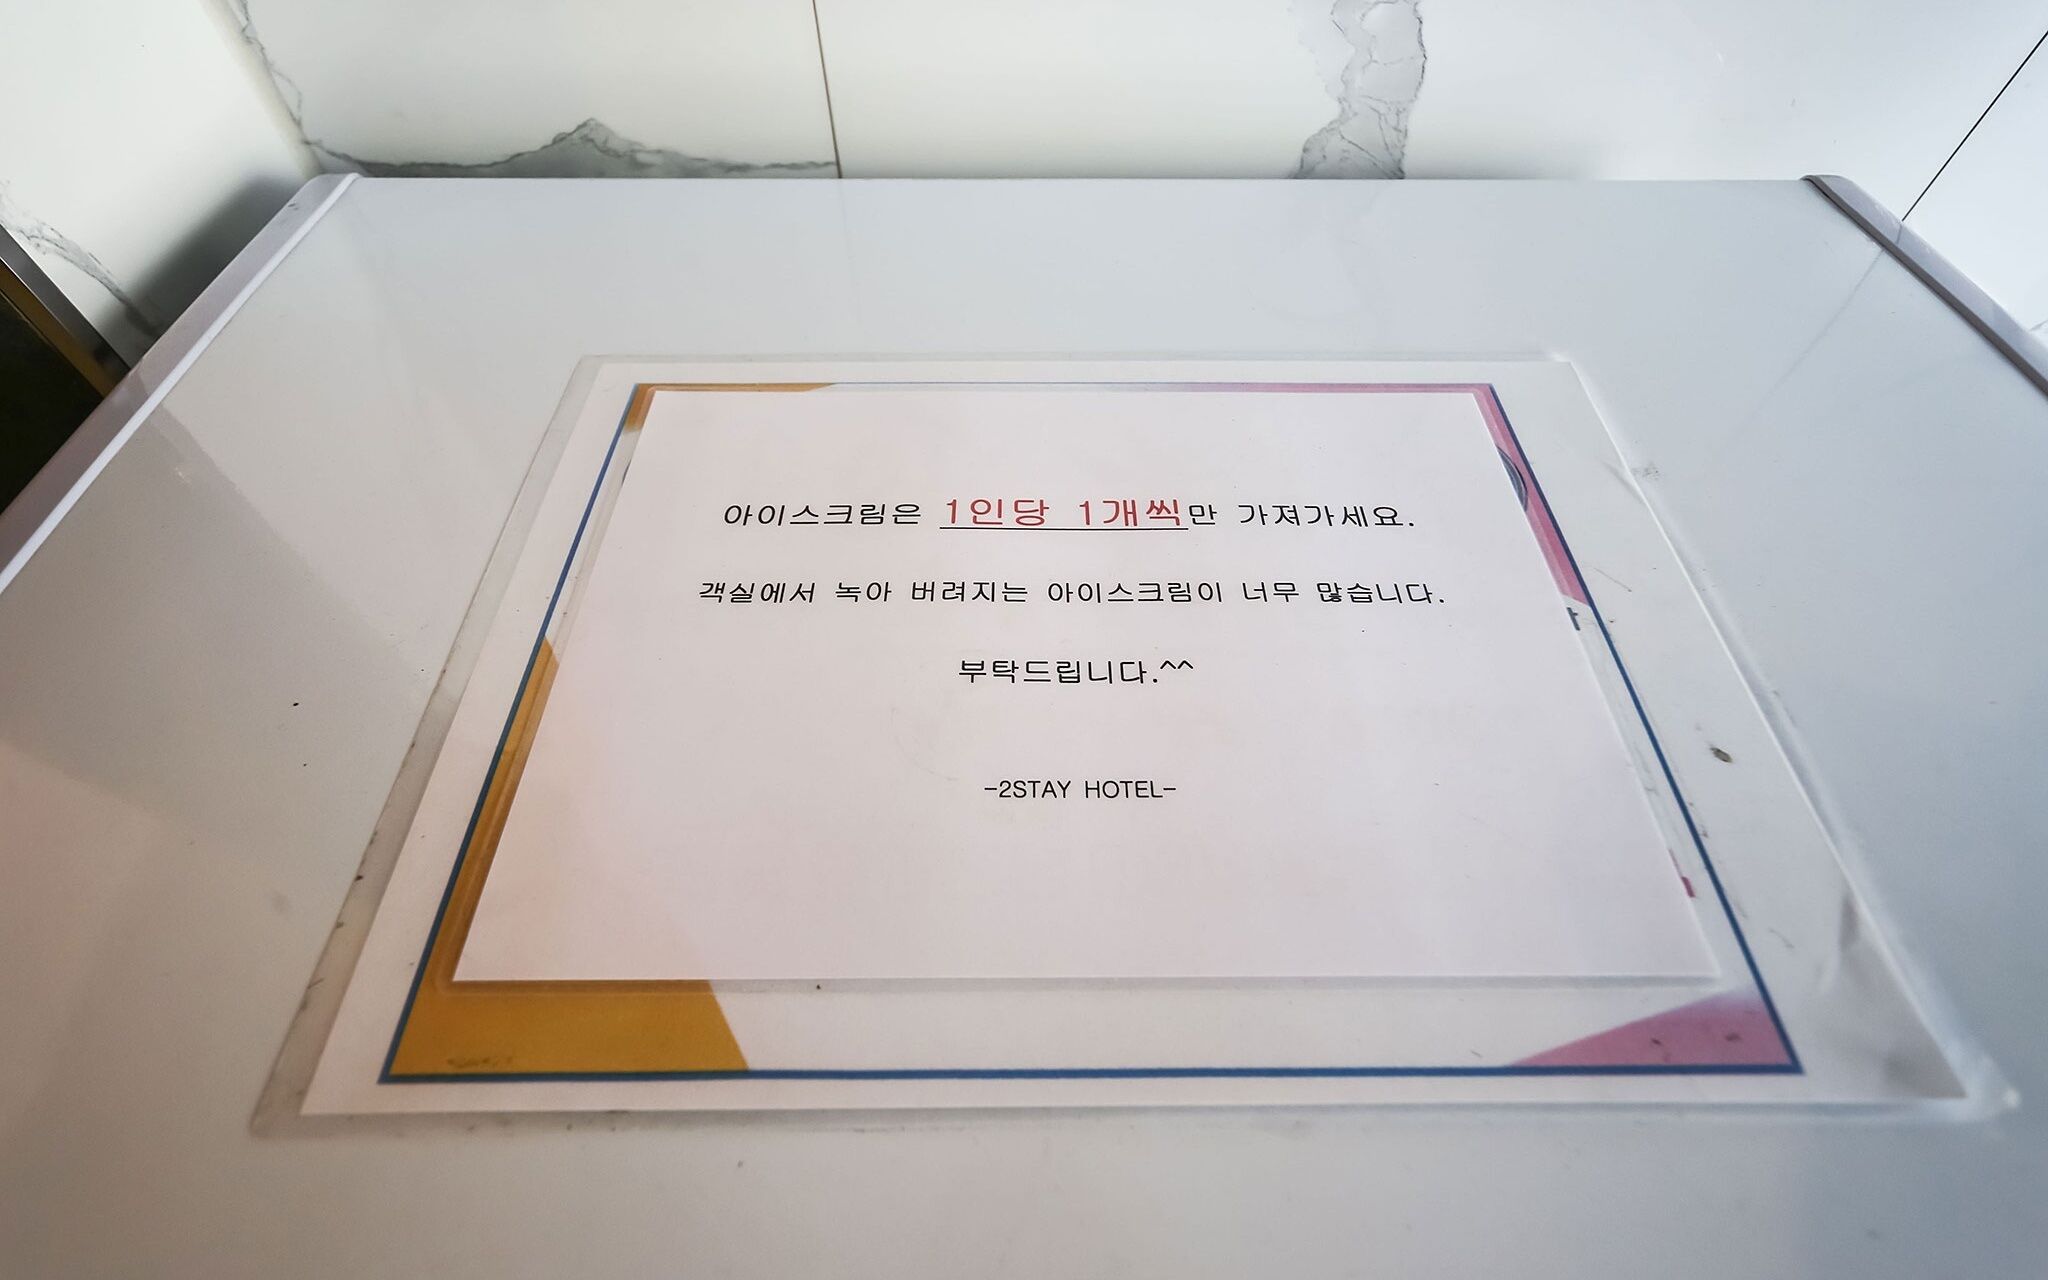 아이스크림은 1인당 1개씩만 가져가세요.
객실에서 녹아 버려지는 아이스크림이 너무 많습니다.
부탁드립니다.^^
-2STAY HOTEL-